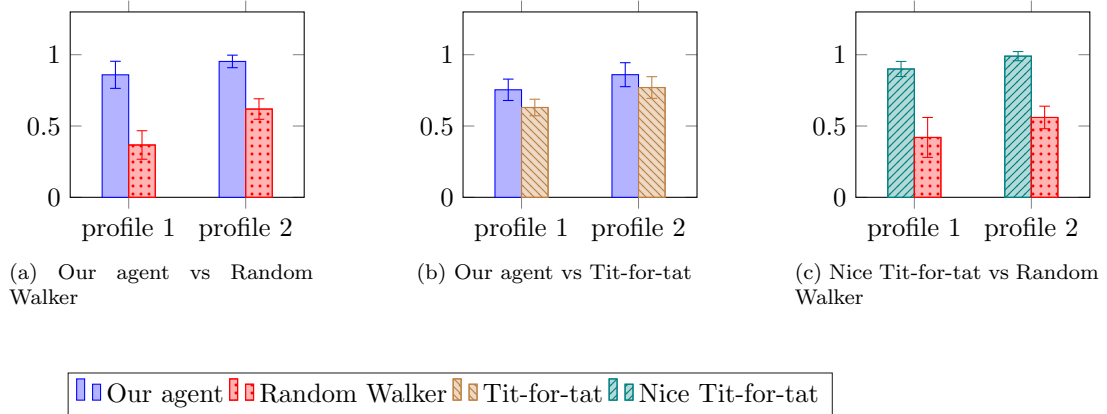 1
0.5
0
profile 1 profile 2
(a) Our agent vs Random
Walker
1
0.5
0
profile 1 profile 2
(b) Our agent vs Tit-for-tat
1
0.5
0
profile 1 profile 2
(c) Nice Tit-for-tat vs Random
Walker
Our agent Random Walker Tit-for-tat Nice Tit-for-tat